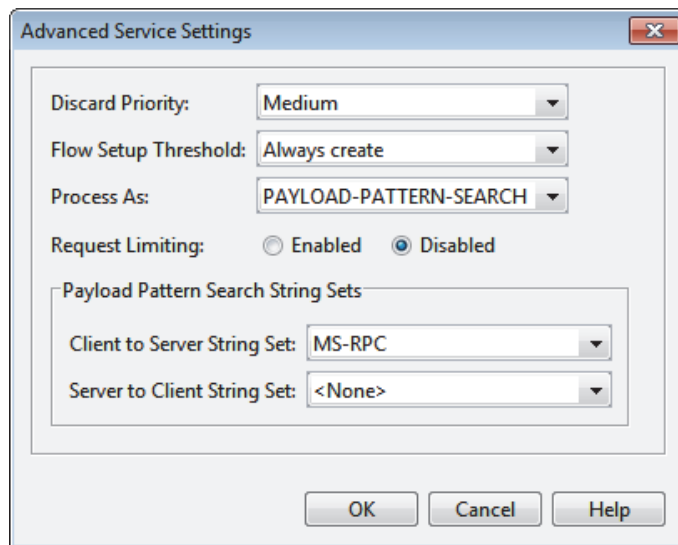 Advanced Service Settings
Discard Priority: Medium
Flow Setup Threshold: Always create
Process As: PAYLOAD-PATTERN-SEARCH
Request Limiting: Enabled Disabled
Payload Pattern Search String Sets
Client to Server String Set: MS-RPC
Server to Client String Set: <None>
OK Cancel Help